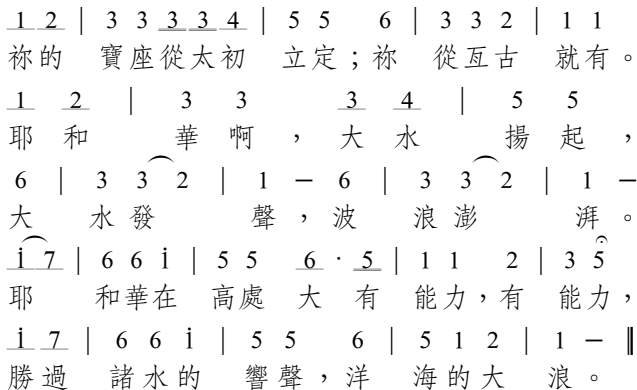 1 2 | 3 3 3 3 4 | 5 5 6 | 3 3 2 | 1 1
祢的 寶座從太初 立定；祢 從亙古 就有。
1 2 | 3 3 3 4 | 5 5
耶和 華啊，大水 揚起，
6 | 3 3 2 | 1 – 6 | 3 3 2 | 1 –
大 水發 聲，波 浪澎 湃。
i 7 | 6 6 i | 5 5 6 · 5 | 1 1 2 | 3 5
耶 和華在 高處 大 有 能力，有 能力，
i 7 | 6 6 i | 5 5 6 | 5 1 2 | 1 – ‖
勝過 諸水的 響聲，洋 海的大 浪。